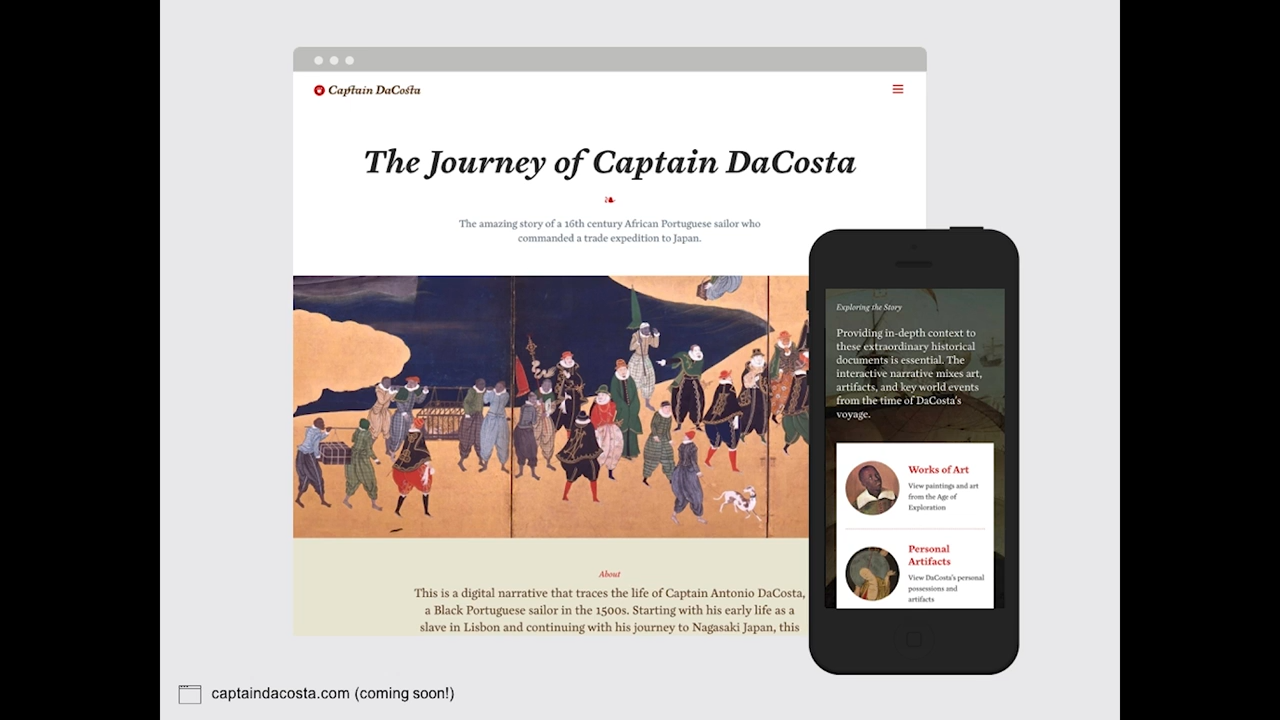 Captain DaCosta
The Journey of Captain DaCosta
The amazing story of a 16th century African Portuguese sailor who
commanded a trade expedition to Japan.
About
This is a digital narrative that traces the life of Captain Antonio DaCosta,
a Black Portuguese sailor in the 1500s. Starting with his early life as a
slave in Lisbon and continuing with his journey to Nagasaki Japan, this
Exploring the Story
Providing in-depth context to
these extraordinary historical
documents is essential. The
interactive narrative mixes art,
artifacts, and key world events
from the time of DaCosta's
voyage.
Works of Art
View paintings and art
from the Age of
Exploration
Personal
Artifacts
View DaCosta's personal
possessions and
artifacts
captaindacosta.com (coming soon!)